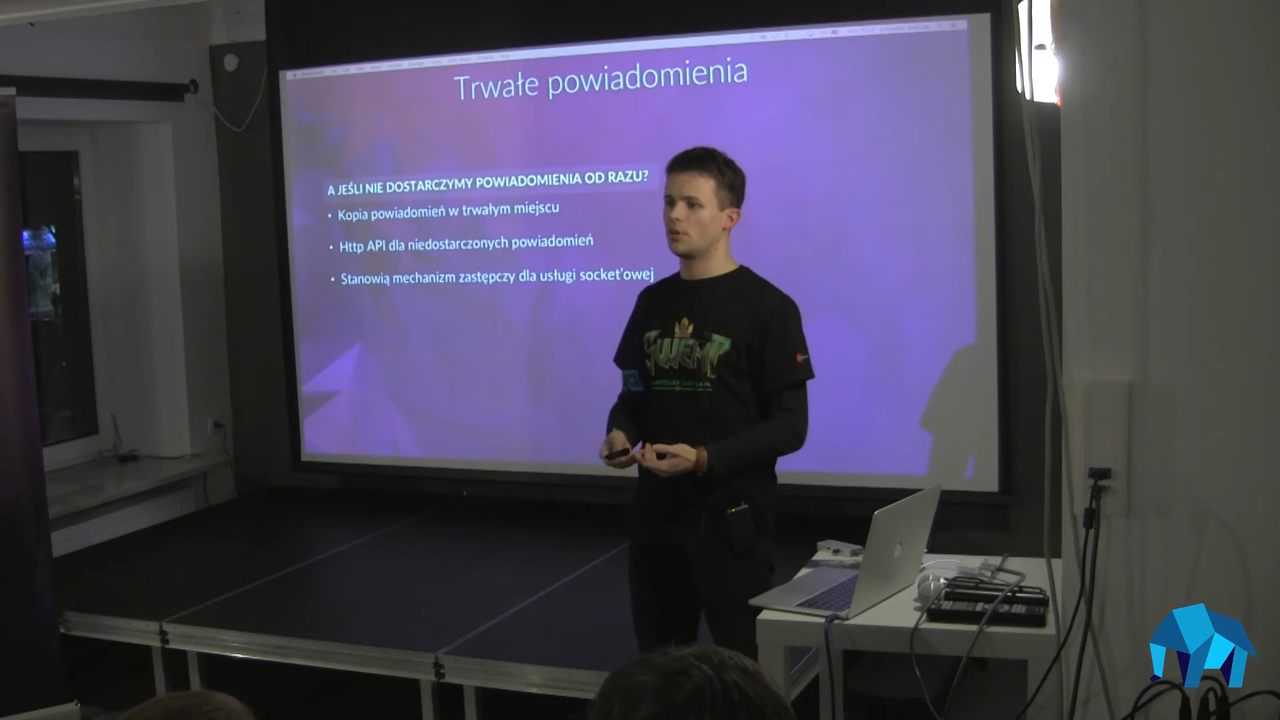 Trwałe powiadomienia
A JEŚLI NIE DOSTARCZYMY POWIADOMIENIA OD RAZU?
• Kopia powiadomień w trwałym miejscu
• Http API dla niedostarczonych powiadomień
• Stanowią mechanizm zastępczy dla usługi socket'owej